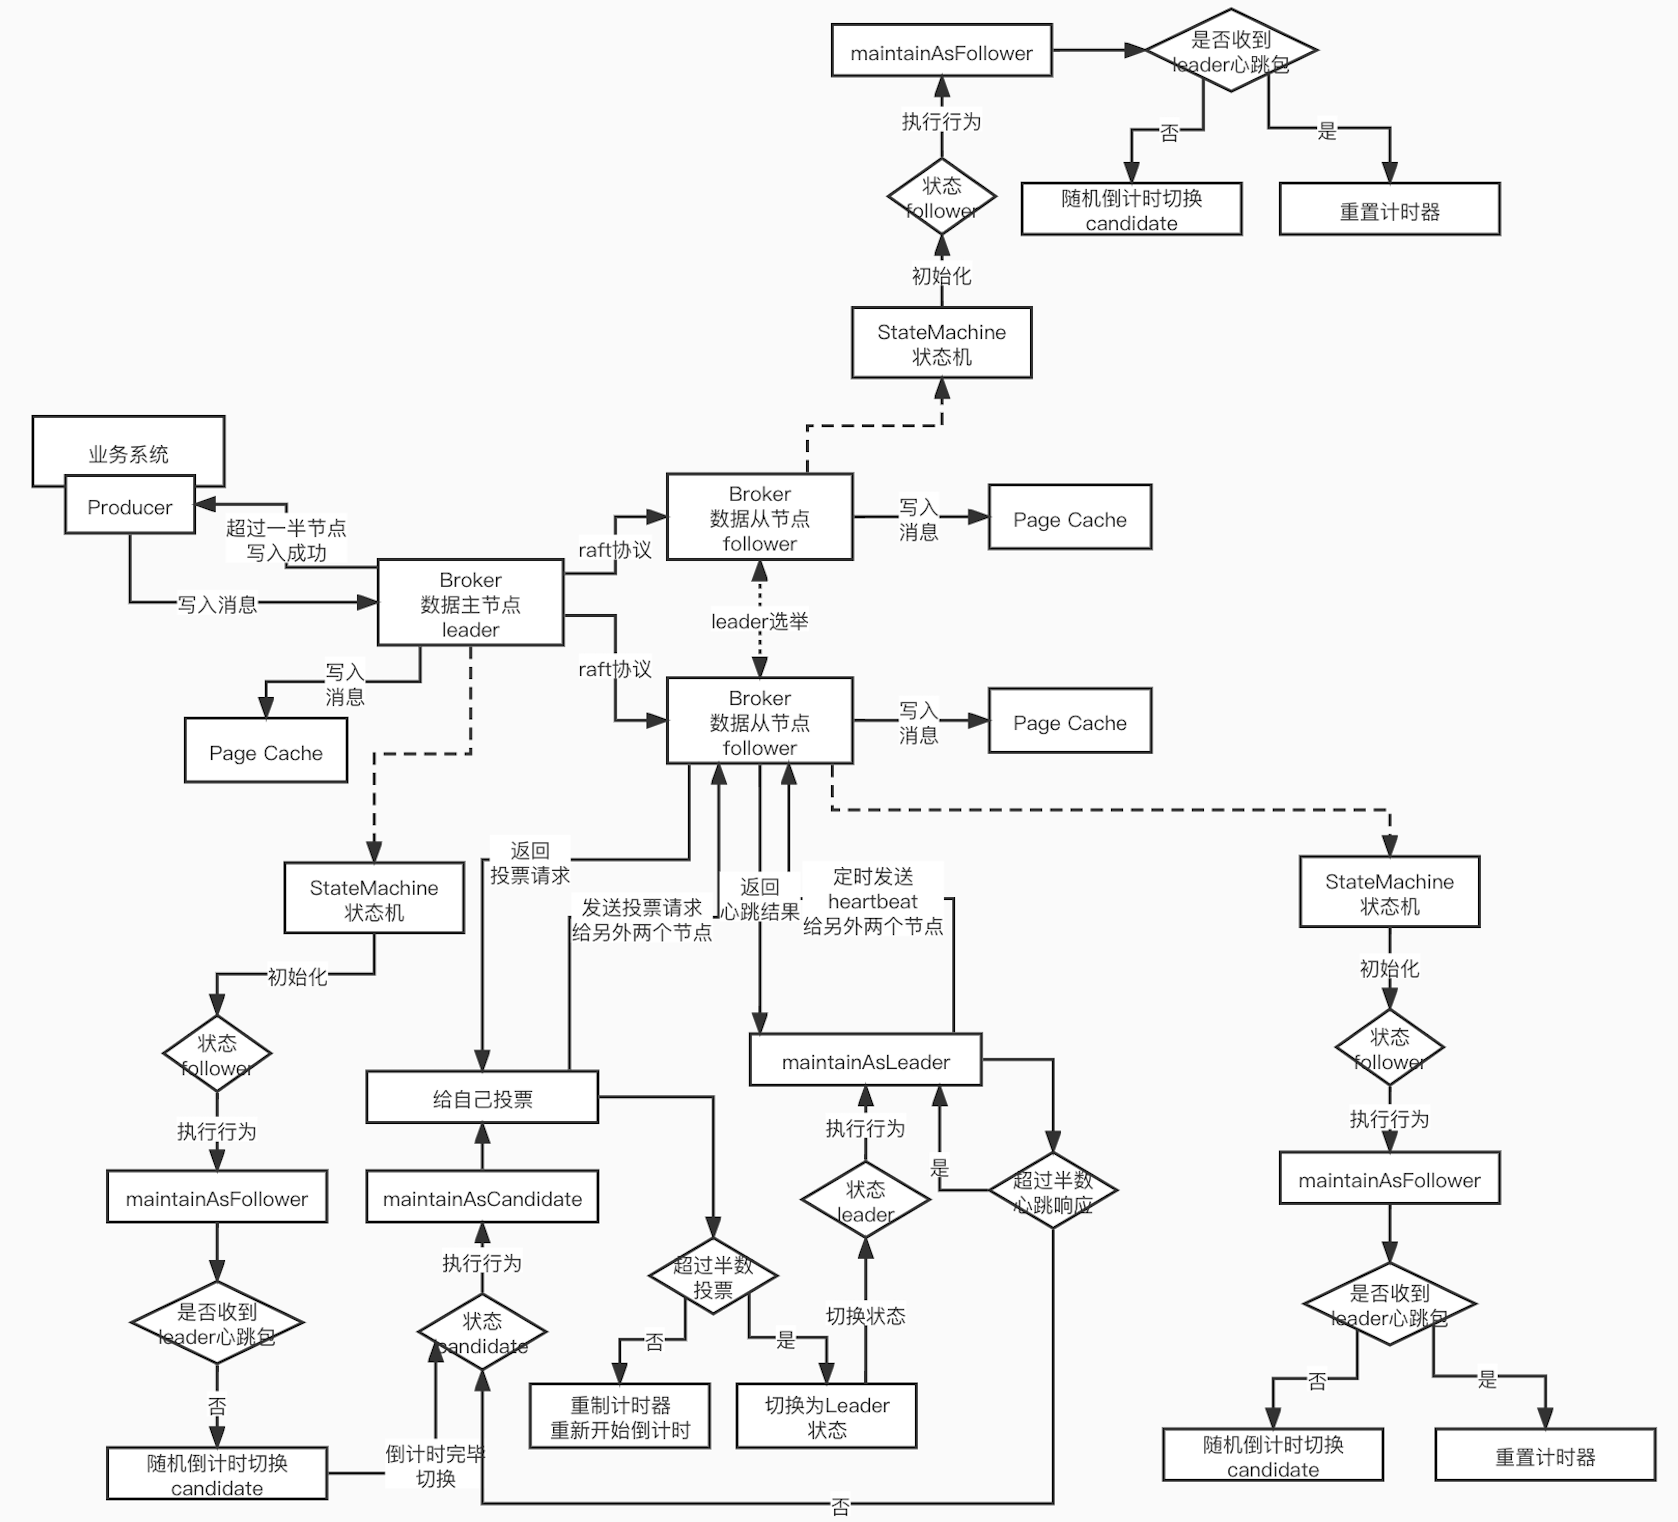 maintainAsFollower
是否收到
leader心跳包
执行行为
否
是
状态
follower
随机倒计时切换
candidate
重置计时器
初始化
StateMachine
状态机
业务系统
Producer
超过一半节点
写入成功
写入消息
Broker
数据主节点
leader
raft协议
raft协议
Broker
数据从节点
follower
写入
消息
Page Cache
leader选举
Broker
数据从节点
follower
写入
消息
Page Cache
写入
消息
Page Cache
StateMachine
状态机
返回
投票请求
发送投票请求
给另外两个节点
返回
心跳结果
定时发送
heartbeat
给另外两个节点
StateMachine
状态机
初始化
初始化
状态
follower
状态
follower
给自己投票
maintainAsLeader
执行行为
执行行为
执行行为
是
超过半数
心跳响应
maintainAsFollower
maintainAsCandidate
状态
leader
maintainAsFollower
执行行为
超过半数
投票
是否收到
leader心跳包
状态
candidate
切换状态
是否收到
leader心跳包
否
是
否
重制计时器
重新开始倒计时
切换为Leader
状态
否
是
随机倒计时切换
candidate
倒计时完毕
切换
随机倒计时切换
candidate
重置计时器
否